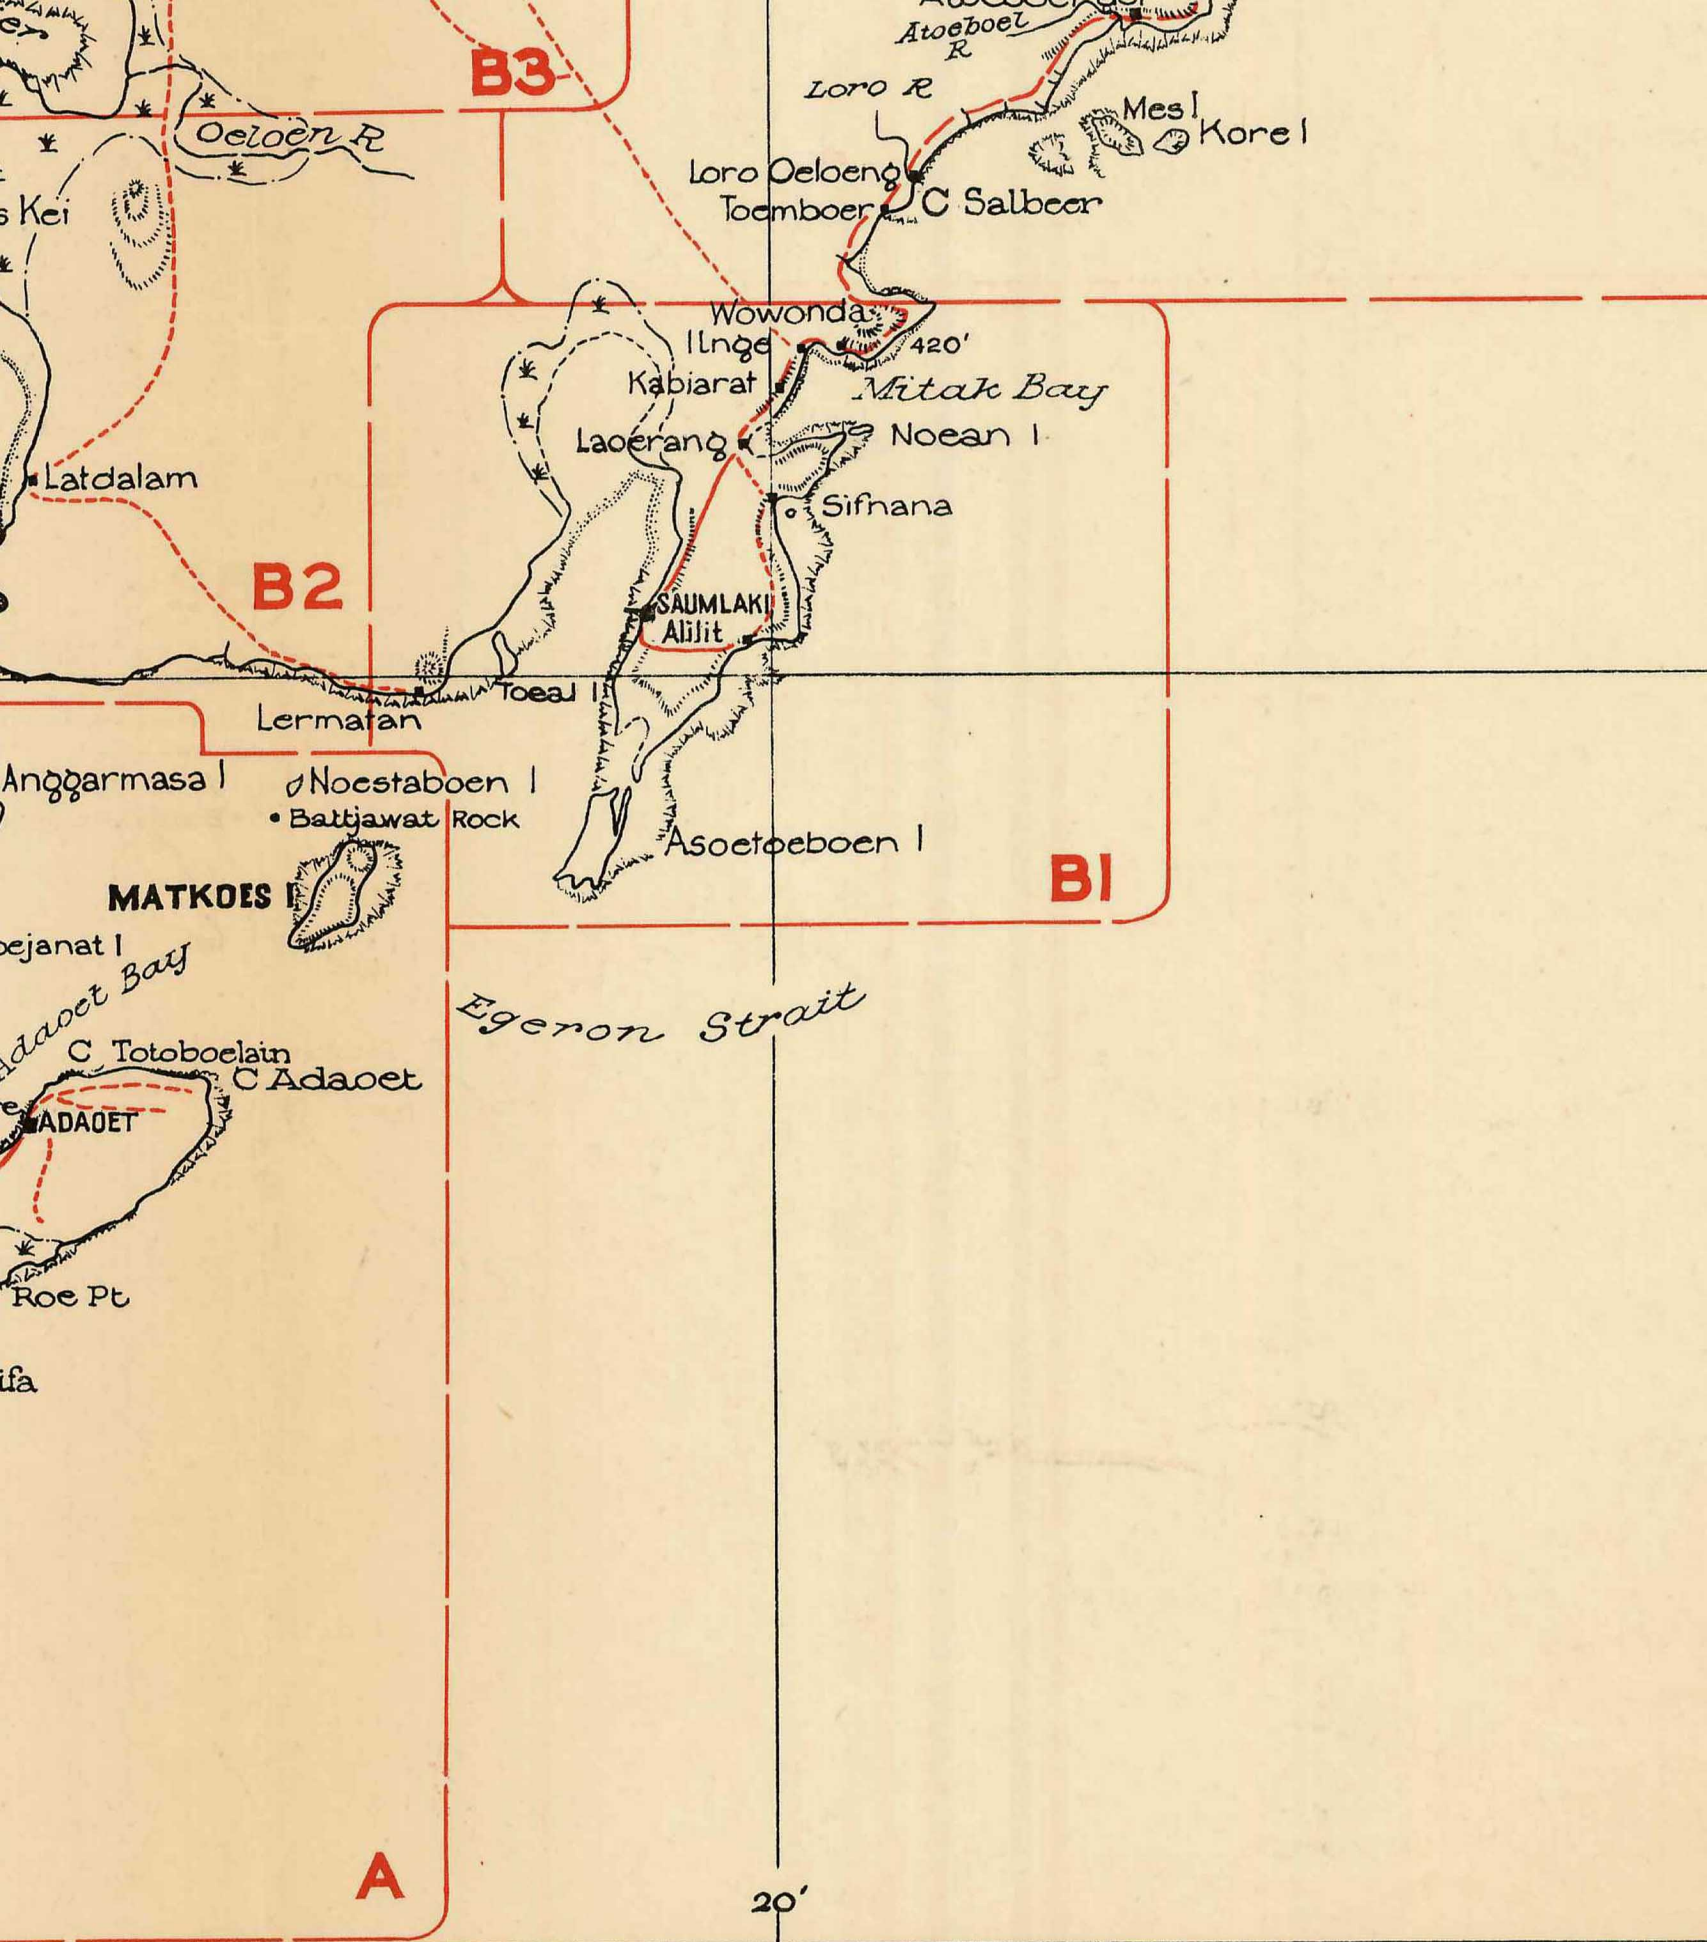 Atoeboel
R
B3
Loro R
Mes I
Kore I
Oeloen R
Loro Oeloeng
Toemboer
C Salbeer
s Kei
Wowonda
Ilnge
420'
Kabiarat
Mitak Bay
Laoerang
Noean I
Latdalam
Sifnana
B2
SAUMLAKI
Alilit
Toeal I
Lermatan
Anggarmasa I
Noestaboen I
Battjawat Rock
Asoetoeboen I
B1
MATKOES I
oejanat I
Adaoet Bay
Egeron Strait
C Totoboelain
C Adaoet
ADAOET
Roe Pt
ifa
A
20'